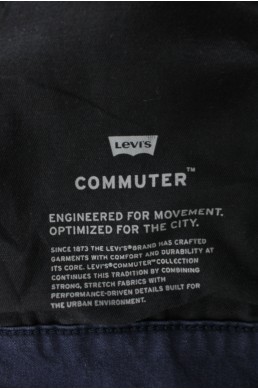 Levi's
COMMUTER™
ENGINEERED FOR MOVEMENT.
OPTIMIZED FOR THE CITY.
SINCE 1873 THE LEVI'S® BRAND HAS CRAFTED
GARMENTS WITH COMFORT AND DURABILITY AT
ITS CORE. LEVI'S® COMMUTER™ COLLECTION
CONTINUES THIS TRADITION BY COMBINING
STRONG, STRETCH FABRICS WITH
PERFORMANCE-DRIVEN DETAILS BUILT FOR
THE URBAN ENVIRONMENT.